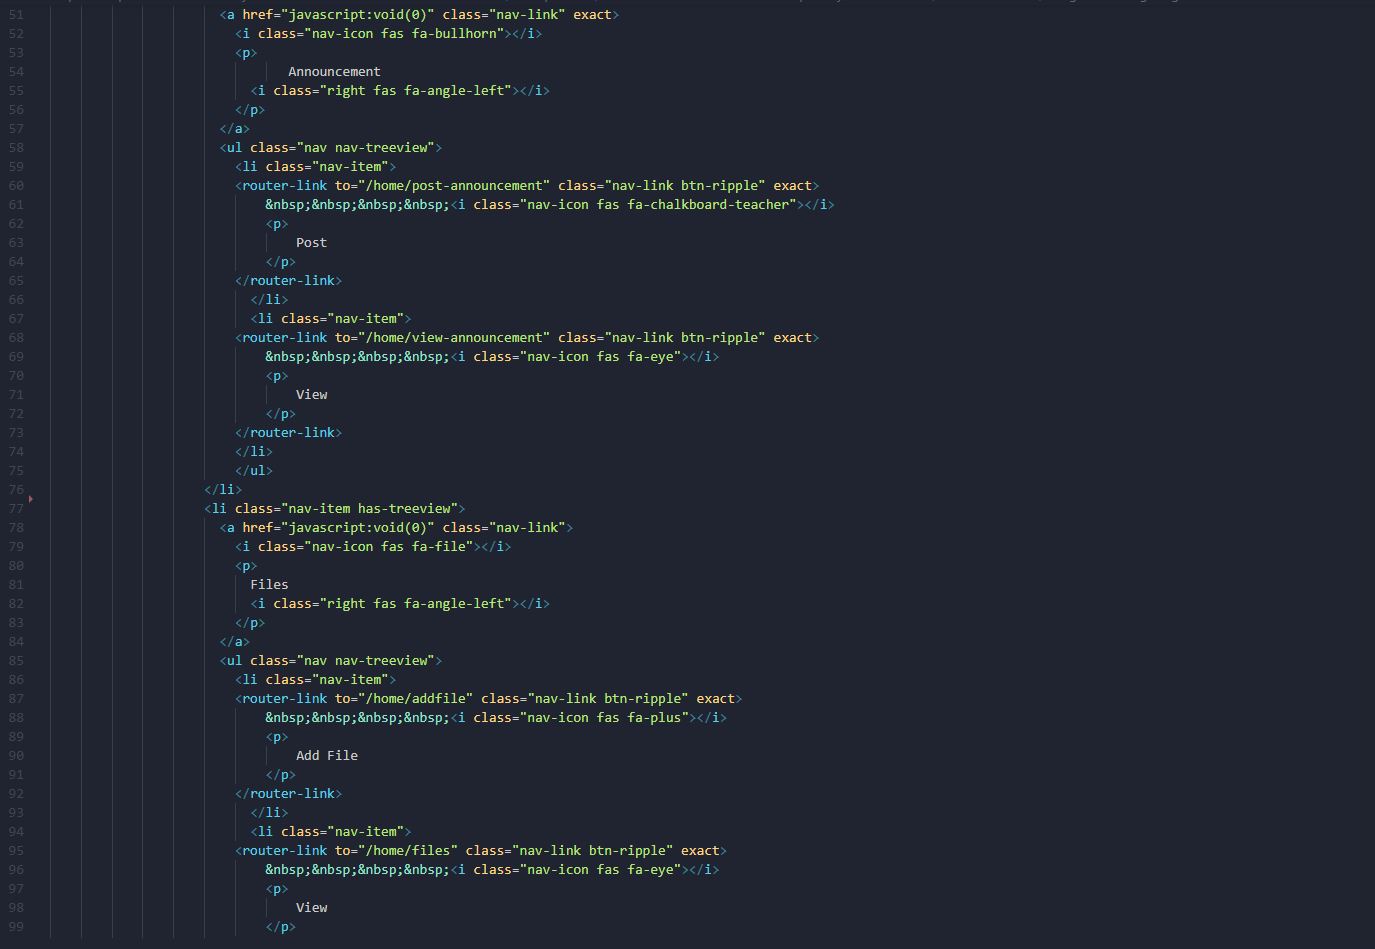 51 <a href="javascript:void(0)" class="nav-link" exact>
52 <i class="nav-icon fas fa-bullhorn"></i>
53 <p>
54 Announcement
55 <i class="right fas fa-angle-left"></i>
56 </p>
57 </a>
58 <ul class="nav nav-treeview">
59 <li class="nav-item">
60 <router-link to="/home/post-announcement" class="nav-link btn-ripple" exact>
61 &nbsp;&nbsp;&nbsp;&nbsp;<i class="nav-icon fas fa-chalkboard-teacher"></i>
62 <p>
63 Post
64 </p>
65 </router-link>
66 </li>
67 <li class="nav-item">
68 <router-link to="/home/view-announcement" class="nav-link btn-ripple" exact>
69 &nbsp;&nbsp;&nbsp;&nbsp;<i class="nav-icon fas fa-eye"></i>
70 <p>
71 View
72 </p>
73 </router-link>
74 </li>
75 </ul>
76 </li>
77 <li class="nav-item has-treeview">
78 <a href="javascript:void(0)" class="nav-link">
79 <i class="nav-icon fas fa-file"></i>
80 <p>
81 Files
82 <i class="right fas fa-angle-left"></i>
83 </p>
84 </a>
85 <ul class="nav nav-treeview">
86 <li class="nav-item">
87 <router-link to="/home/addfile" class="nav-link btn-ripple" exact>
88 &nbsp;&nbsp;&nbsp;&nbsp;<i class="nav-icon fas fa-plus"></i>
89 <p>
90 Add File
91 </p>
92 </router-link>
93 </li>
94 <li class="nav-item">
95 <router-link to="/home/files" class="nav-link btn-ripple" exact>
96 &nbsp;&nbsp;&nbsp;&nbsp;<i class="nav-icon fas fa-eye"></i>
97 <p>
98 View
99 </p>